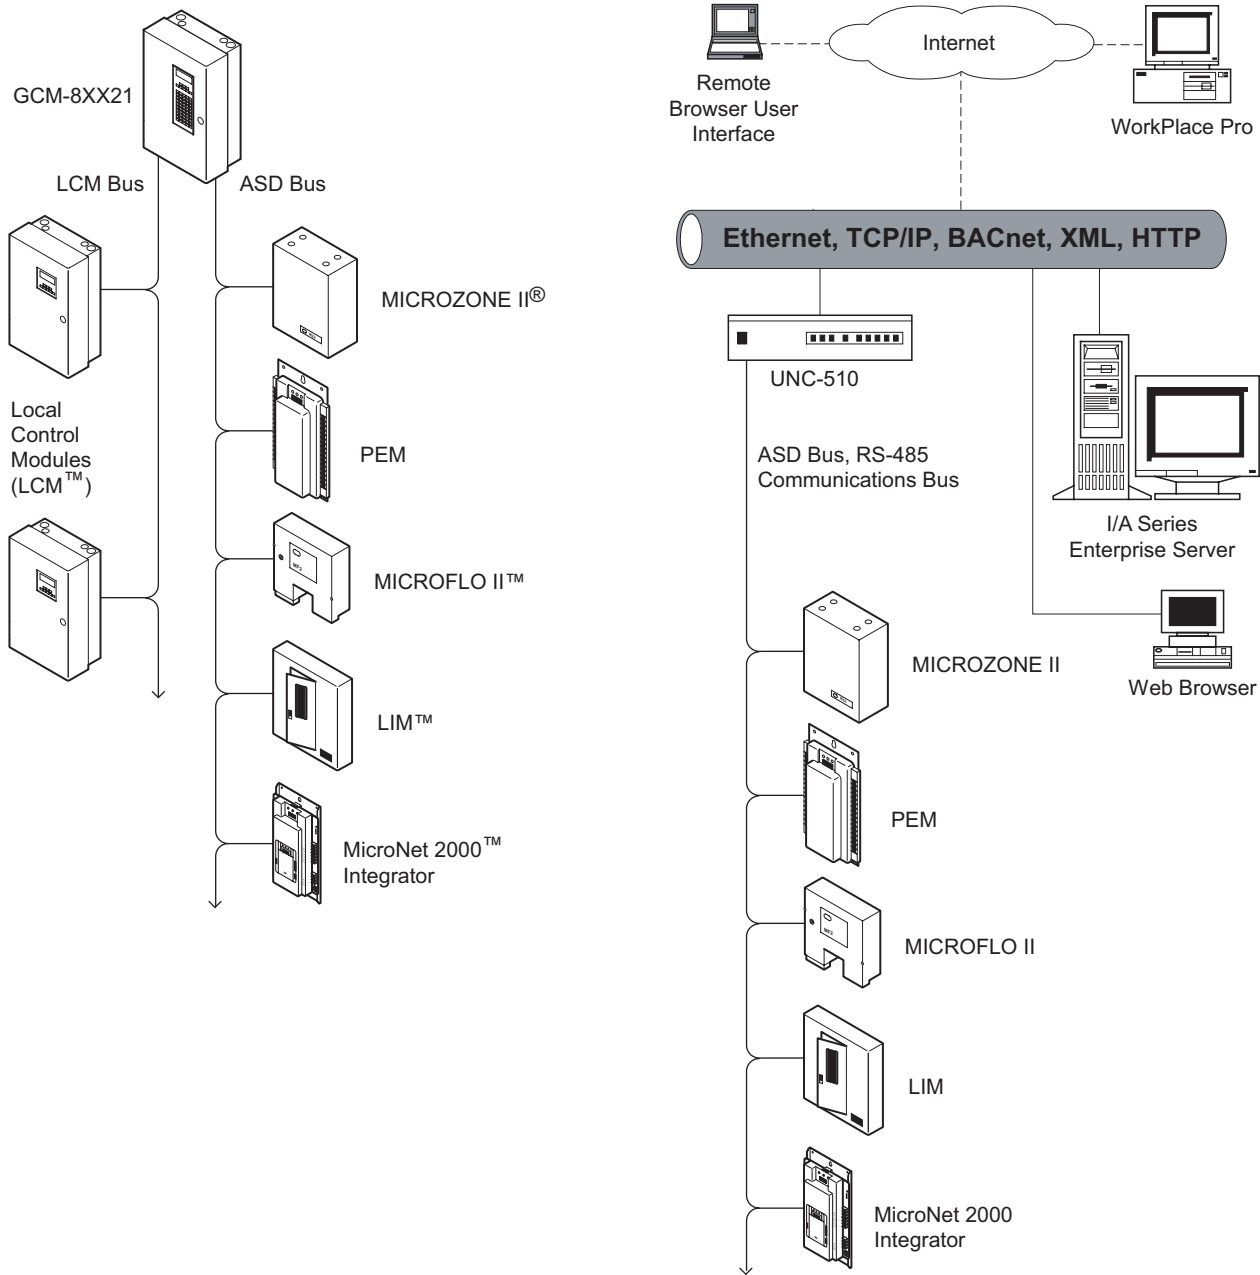 GCM-8XX21
LCM Bus
ASD Bus
MICROZONE II®
Local
Control
Modules
(LCM™)
PEM
MICROFLO II™
LIM™
MicroNet 2000™
Integrator
Internet
Remote
Browser User
Interface
WorkPlace Pro
Ethernet, TCP/IP, BACnet, XML, HTTP
UNC-510
ASD Bus, RS-485
Communications Bus
I/A Series
Enterprise Server
Web Browser
MICROZONE II
PEM
MICROFLO II
LIM
MicroNet 2000
Integrator